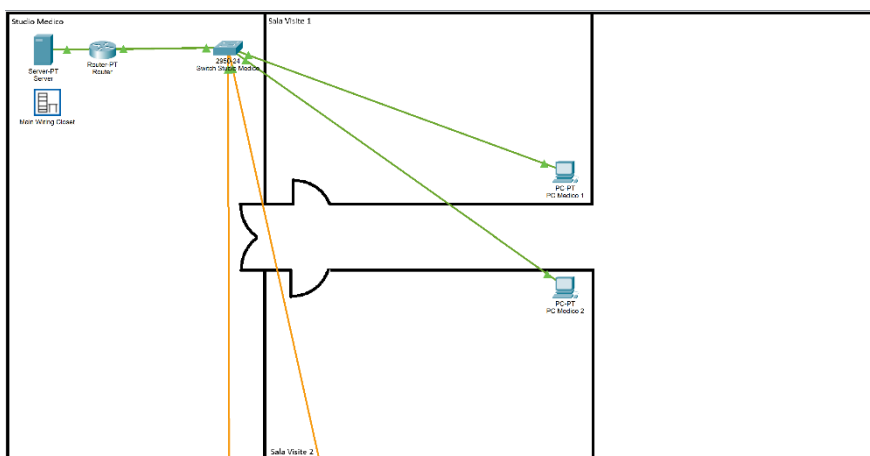 Studio Medico
Sala Visite 1
Server-PT
Server
Router-PT
Router
2950-24
Switch Studio Medico
Main Wiring Closet
PC-PT
PC Medico 1
PC-PT
PC Medico 2
Sala Visite 2